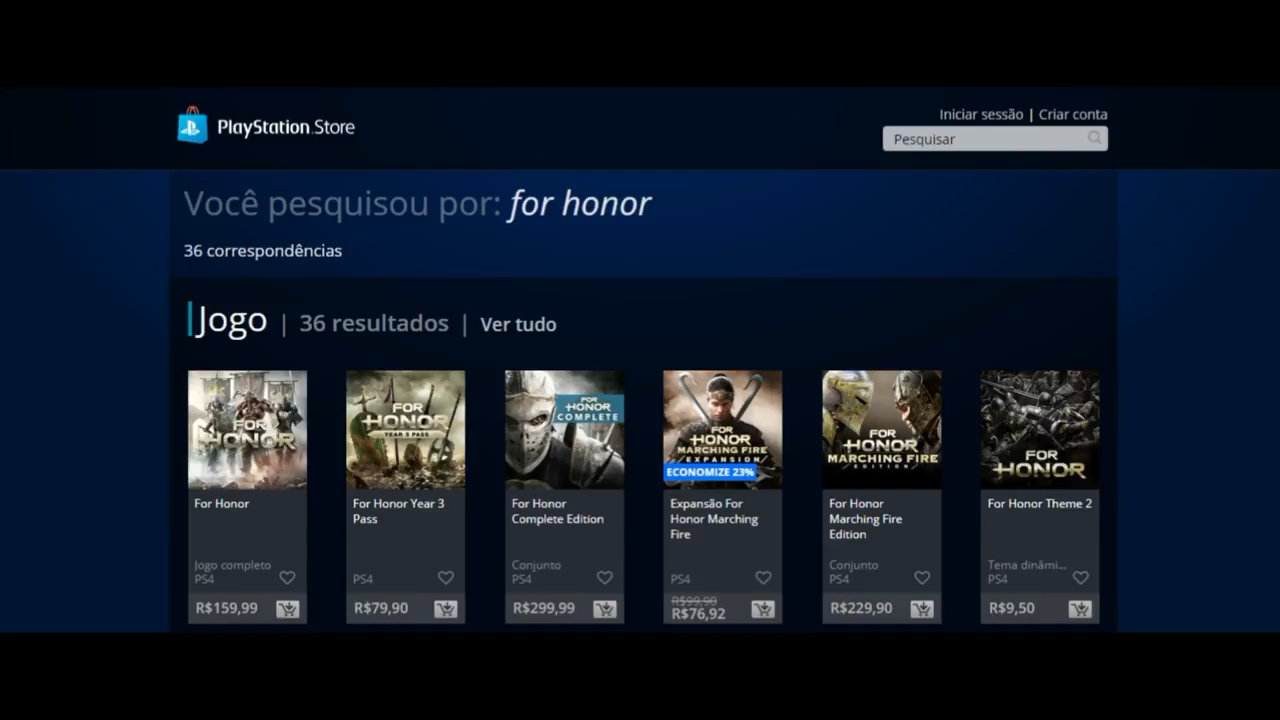 PlayStation.Store
Iniciar sessão | Criar conta
Pesquisar
Você pesquisou por: for honor
36 correspondências
Jogo | 36 resultados | Ver tudo
FOR
HONOR
For Honor
Jogo completo
PS4
R$159,99
FOR
HONOR
YEAR 3 PASS
For Honor Year 3
Pass
PS4
R$79,90
FOR
HONOR
COMPLETE
For Honor
Complete Edition
Conjunto
PS4
R$299,99
FOR
HONOR
MARCHING FIRE
EXPANSION
ECONOMIZE 23%
Expansão For
Honor Marching
Fire
PS4
R$99,90
R$76,92
FOR
HONOR
MARCHING FIRE
EDITION
For Honor
Marching Fire
Edition
Conjunto
PS4
R$229,90
FOR
HONOR
For Honor Theme 2
Tema dinâmi...
PS4
R$9,50